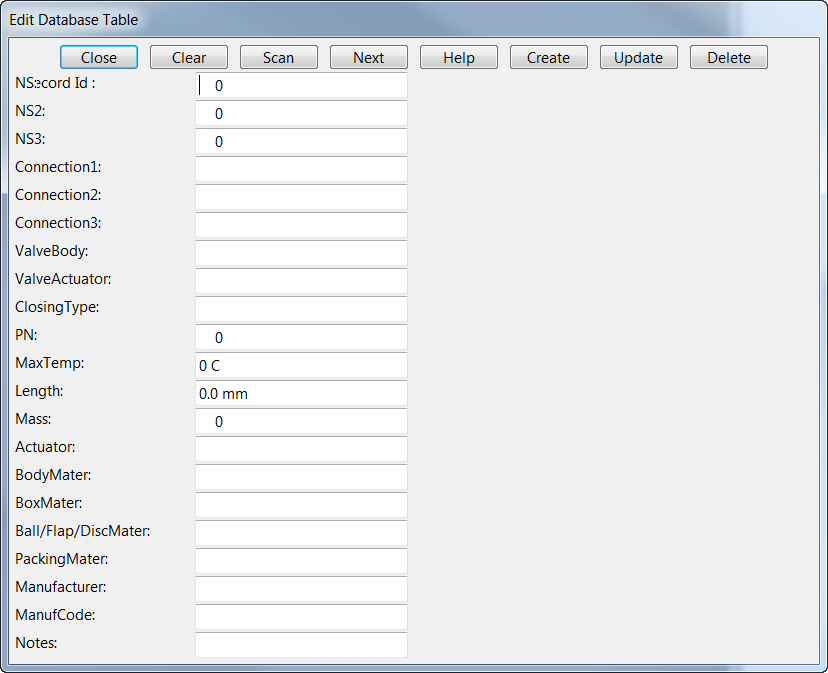 Edit Database Table
Close Clear Scan Next Help Create Update Delete
NSecord Id : 0
NS2: 0
NS3: 0
Connection1:
Connection2:
Connection3:
ValveBody:
ValveActuator:
ClosingType:
PN: 0
MaxTemp: 0 C
Length: 0.0 mm
Mass: 0
Actuator:
BodyMater:
BoxMater:
Ball/Flap/DiscMater:
PackingMater:
Manufacturer:
ManufCode:
Notes: